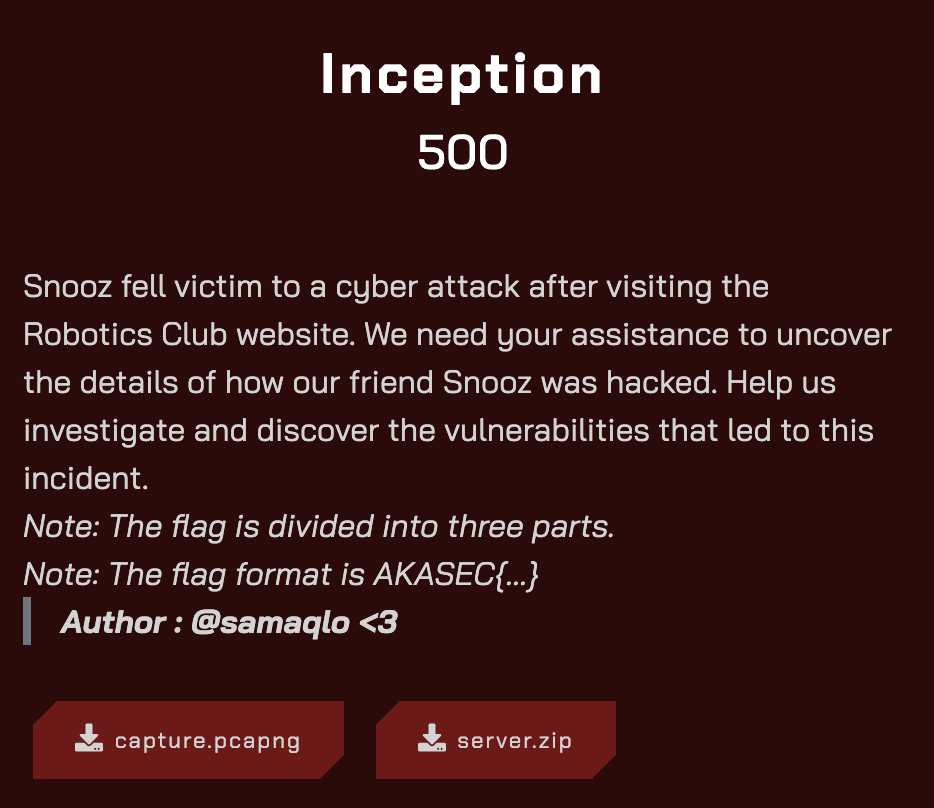 Inception
500
Snooz fell victim to a cyber attack after visiting the
Robotics Club website. We need your assistance to uncover
the details of how our friend Snooz was hacked. Help us
investigate and discover the vulnerabilities that led to this
incident.
Note: The flag is divided into three parts.
Note: The flag format is AKASEC{...}
Author : @samaqlo <3
capture.pcapng
server.zip